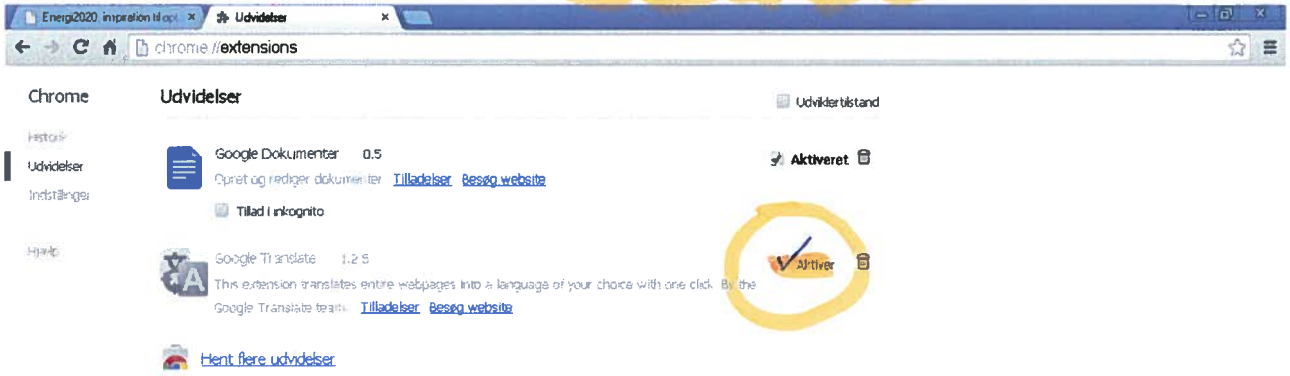 Energi2020, inspiration til opt.
Udvidelser
chrome://extensions
Chrome
Udvidelser
Udviklertilstand
Historik
Udvidelser
Indstillinger
Hjælp
Google Dokumenter 0.5
Aktiveret
Opret og rediger dokumenter Tilladelser Besøg website
Tillad i inkognito
Google Translate 1.2.5
Aktiver
This extension translates entire webpages into a language of your choice with one click. By the
Google Translate team. Tilladelser Besøg website
Hent flere udvidelser